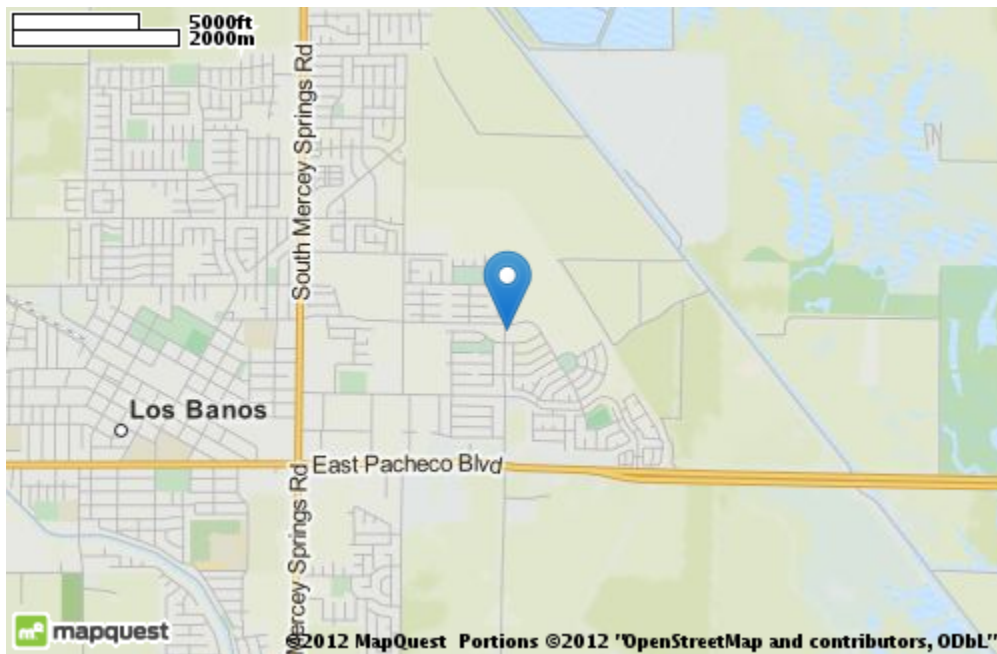 5000ft
2000m
South Mercey Springs Rd
Los Banos
East Pacheco Blvd
Mercey Springs Rd
m² mapquest
©2012 MapQuest Portions ©2012 "OpenStreetMap and contributors, ODbL"